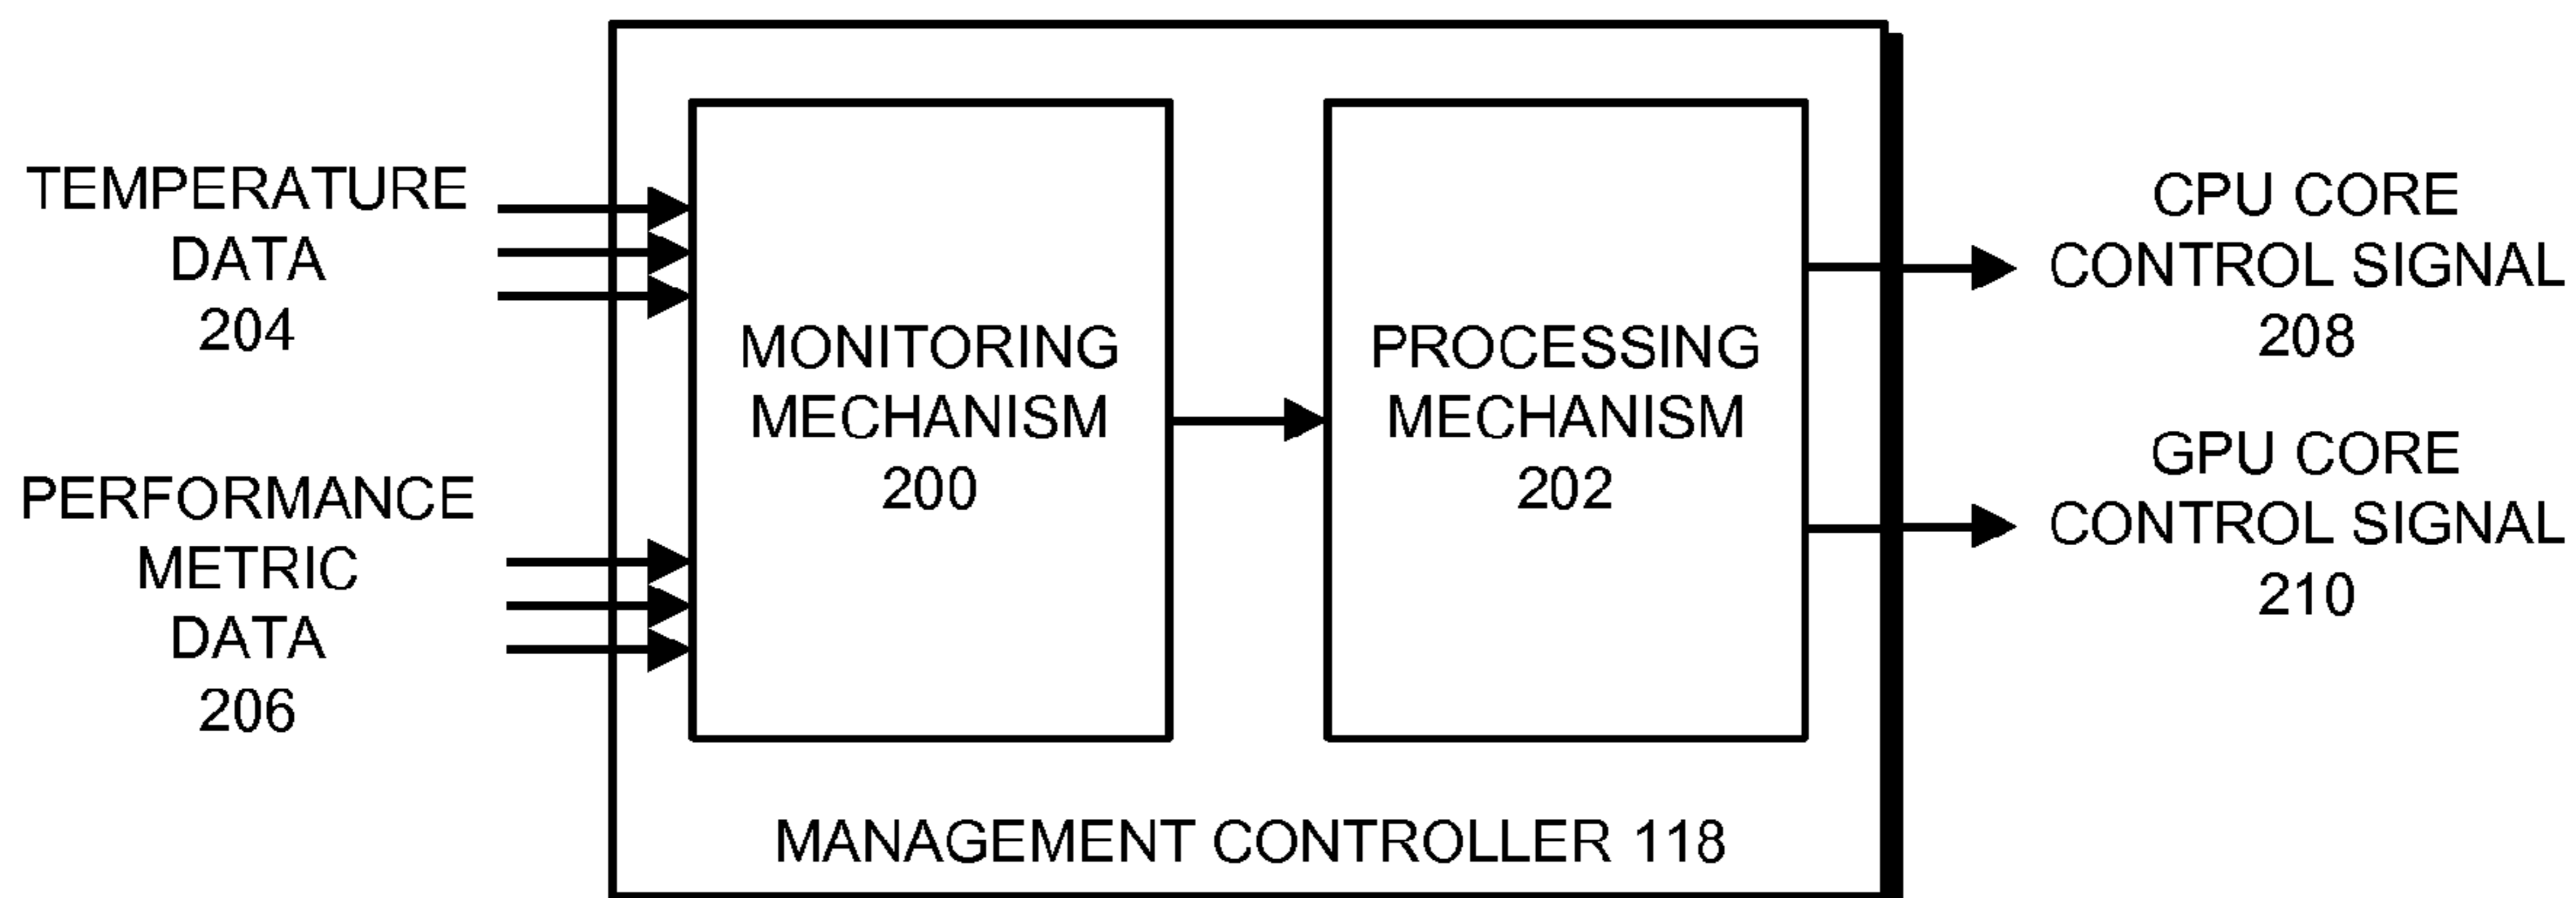 TEMPERATURE
DATA
204
PERFORMANCE
METRIC
DATA
206
MONITORING
MECHANISM
200
PROCESSING
MECHANISM
202
MANAGEMENT CONTROLLER 118
CPU CORE
CONTROL SIGNAL
208
GPU CORE
CONTROL SIGNAL
210